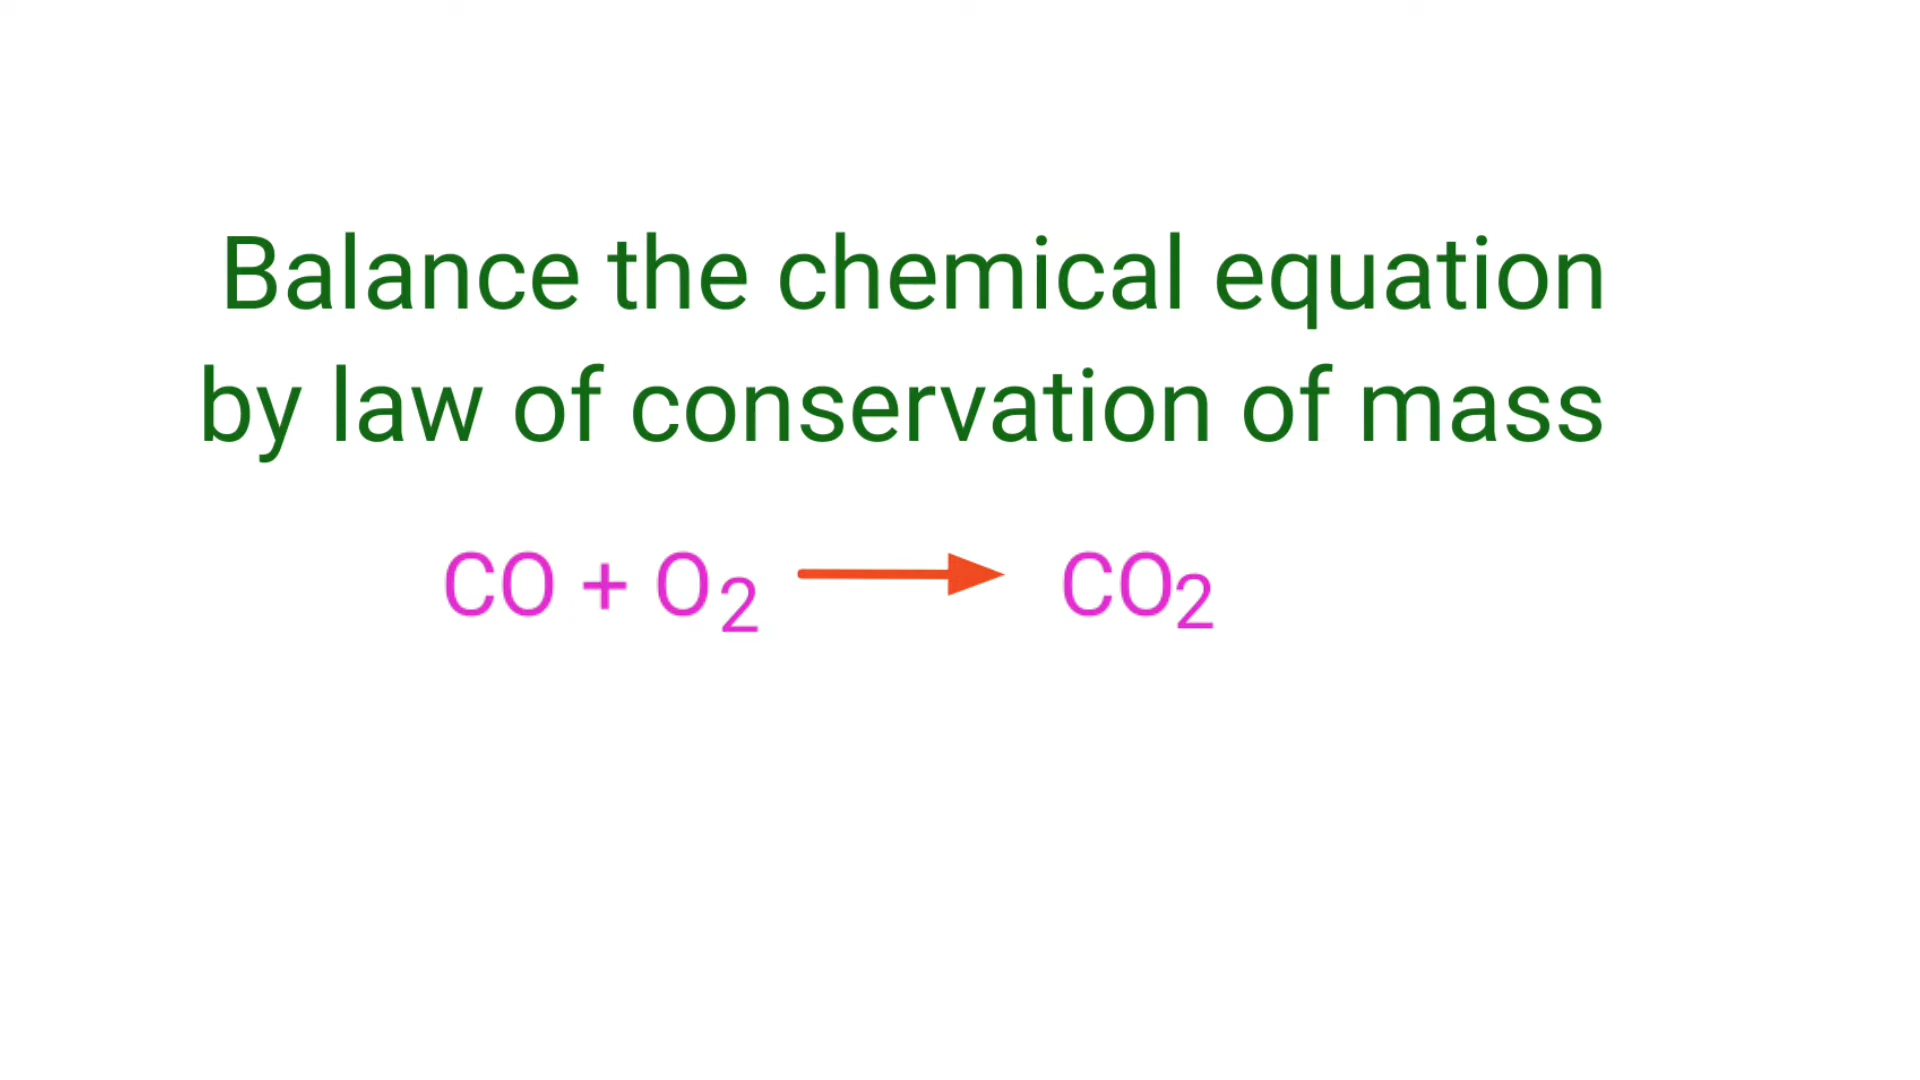 Balance the chemical equation
by law of conservation of mass
CO + O₂ ⟶ CO₂